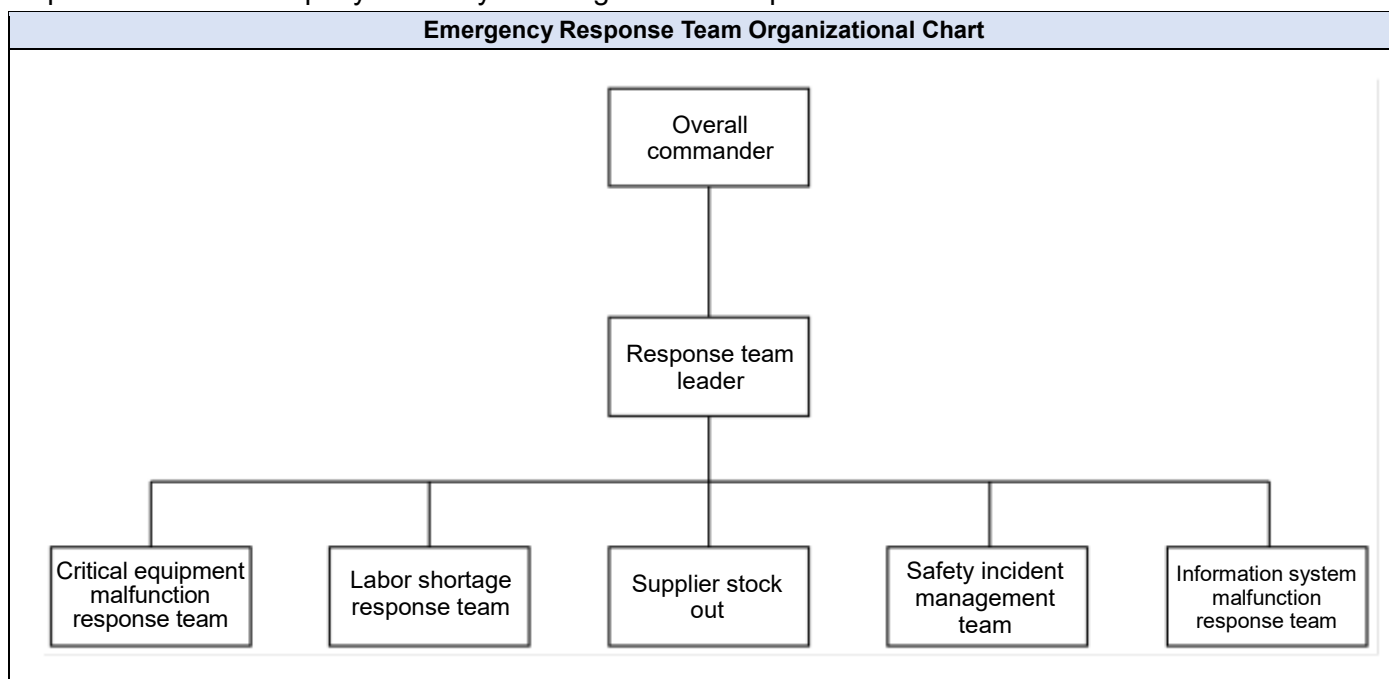 Emergency Response Team Organizational Chart
Overall
commander
Response team
leader
Critical equipment
malfunction
response team
Labor shortage
response team
Supplier stock
out
Safety incident
management
team
Information system
malfunction
response team